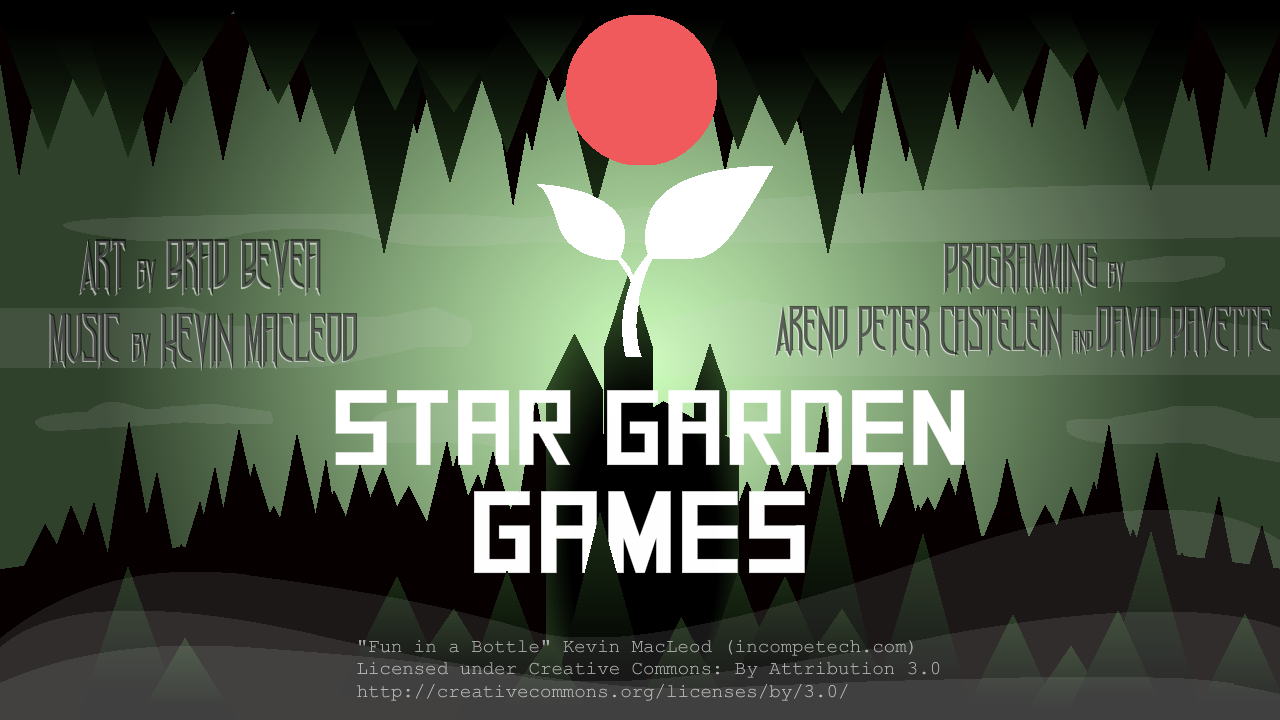 ART BY BRAD BEVEA
MUSIC BY KEVIN MACLEOD
PROGRAMMING BY
AREND PETER CASTELEIN AND DAVID PAVETTE
STAR GARDEN
GAMES
"Fun in a Bottle" Kevin MacLeod (incompetech.com)
Licensed under Creative Commons: By Attribution 3.0
http://creativecommons.org/licenses/by/3.0/